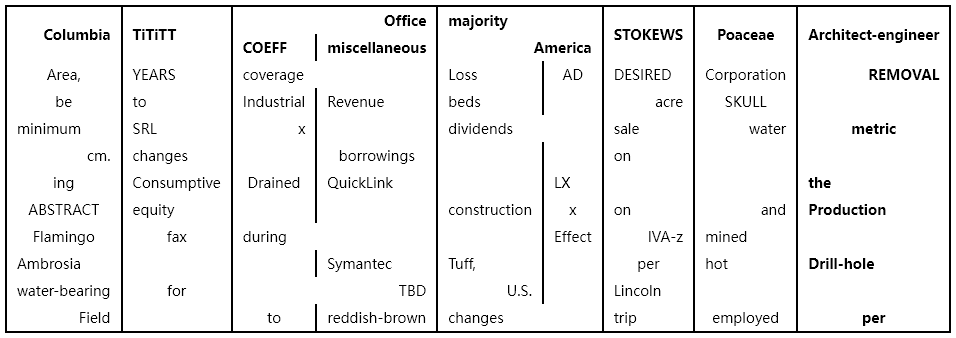 Office majority
Columbia TiTiTT STOKEWS Poaceae Architect-engineer
COEFF miscellaneous America
Area, YEARS coverage Loss AD DESIRED Corporation REMOVAL
be to Industrial Revenue beds acre SKULL
minimum SRL x dividends sale water metric
cm. changes borrowings on
ing Consumptive Drained QuickLink LX the
ABSTRACT equity construction x on and Production
Flamingo fax during Effect IVA-z mined
Ambrosia Symantec Tuff, per hot Drill-hole
water-bearing for TBD U.S. Lincoln
Field to reddish-brown changes trip employed per